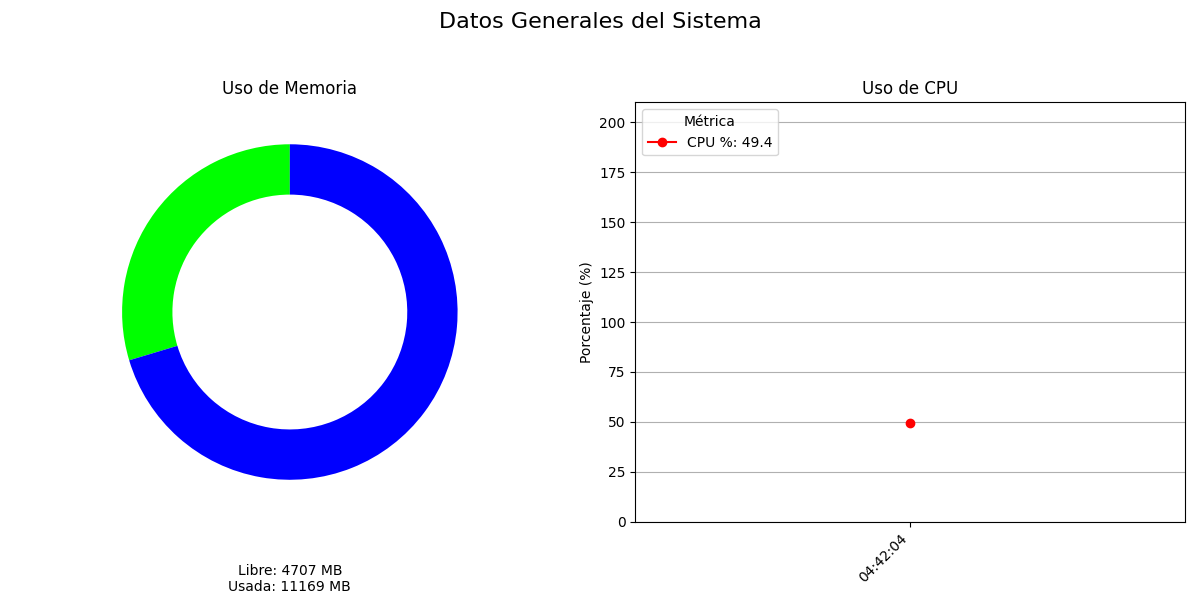 Datos Generales del Sistema
Uso de Memoria
Libre: 4707 MB
Usada: 11169 MB
Uso de CPU
Métrica
CPU %: 49.4
Porcentaje (%)
200
175
150
125
100
75
50
25
0
04:42:04